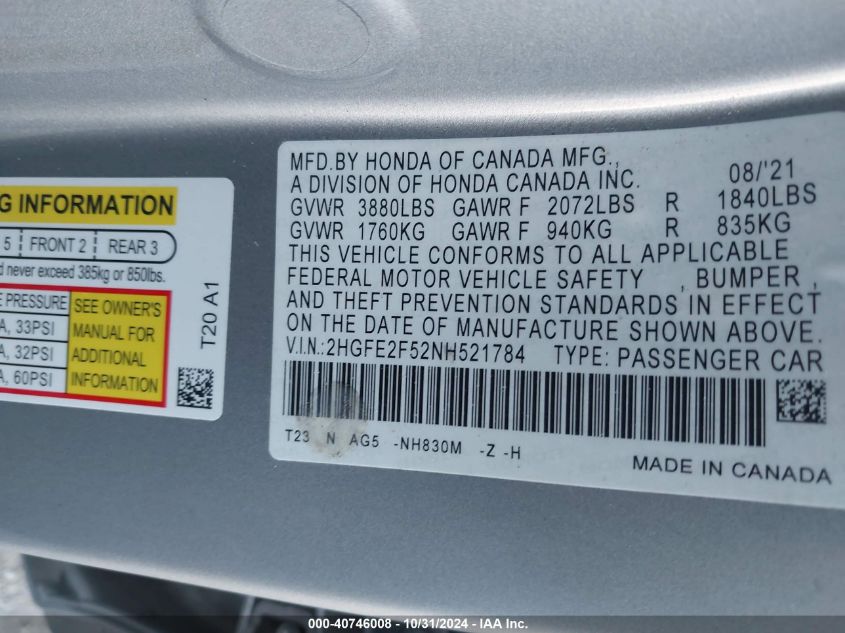 G INFORMATION
5 FRONT 2 REAR 3
d never exceed 385kg or 850lbs.
E PRESSURE
A, 33PSI
A, 32PSI
A, 60PSI
SEE OWNER'S
MANUAL FOR
ADDITIONAL
INFORMATION
T20 A1
MFD.BY HONDA OF CANADA MFG., 08/'21
A DIVISION OF HONDA CANADA INC.
GVWR 3880LBS GAWR F 2072LBS R 1840LBS
GVWR 1760KG GAWR F 940KG R 835KG
THIS VEHICLE CONFORMS TO ALL APPLICABLE
FEDERAL MOTOR VEHICLE SAFETY , BUMPER ,
AND THEFT PREVENTION STANDARDS IN EFFECT
ON THE DATE OF MANUFACTURE SHOWN ABOVE.
V.I.N.:2HGFE2F52NH521784 TYPE: PASSENGER CAR
T23 N AG5 -NH830M -Z -H
MADE IN CANADA
000-40746008 - 10/31/2024 - IAA Inc.